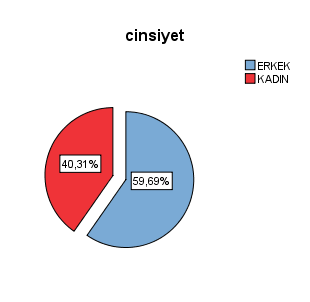 cinsiyet
ERKEK
KADIN
40,31%
59,69%